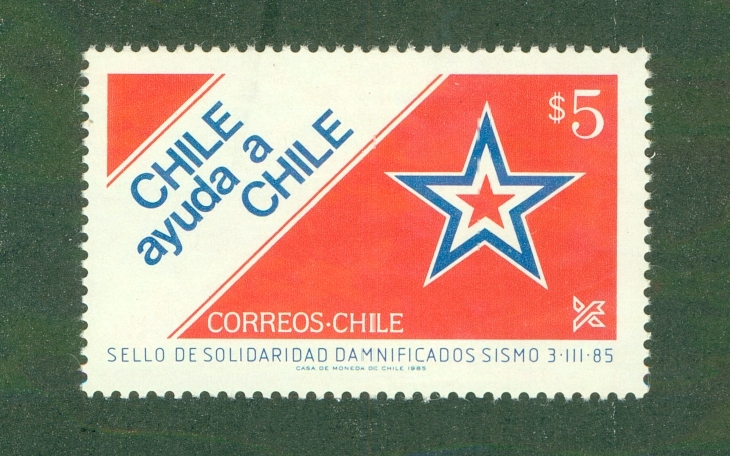 CHILE
ayuda a
CHILE
$5
CORREOS·CHILE
SELLO DE SOLIDARIDAD DAMNIFICADOS SISMO 3·III·85
CASA DE MONEDA DC CHILE 1985